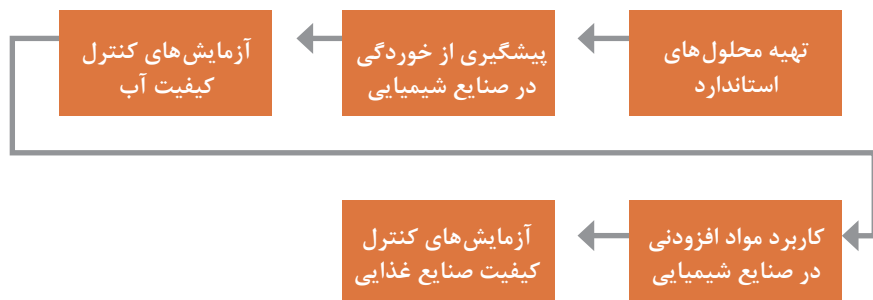 تهیه محلول‌های
استاندارد
پیشگیری از خوردگی
در صنایع شیمیایی
آزمایش‌های کنترل
کیفیت آب
کاربرد مواد افزودنی
در صنایع شیمیایی
آزمایش‌های کنترل
کیفیت صنایع غذایی